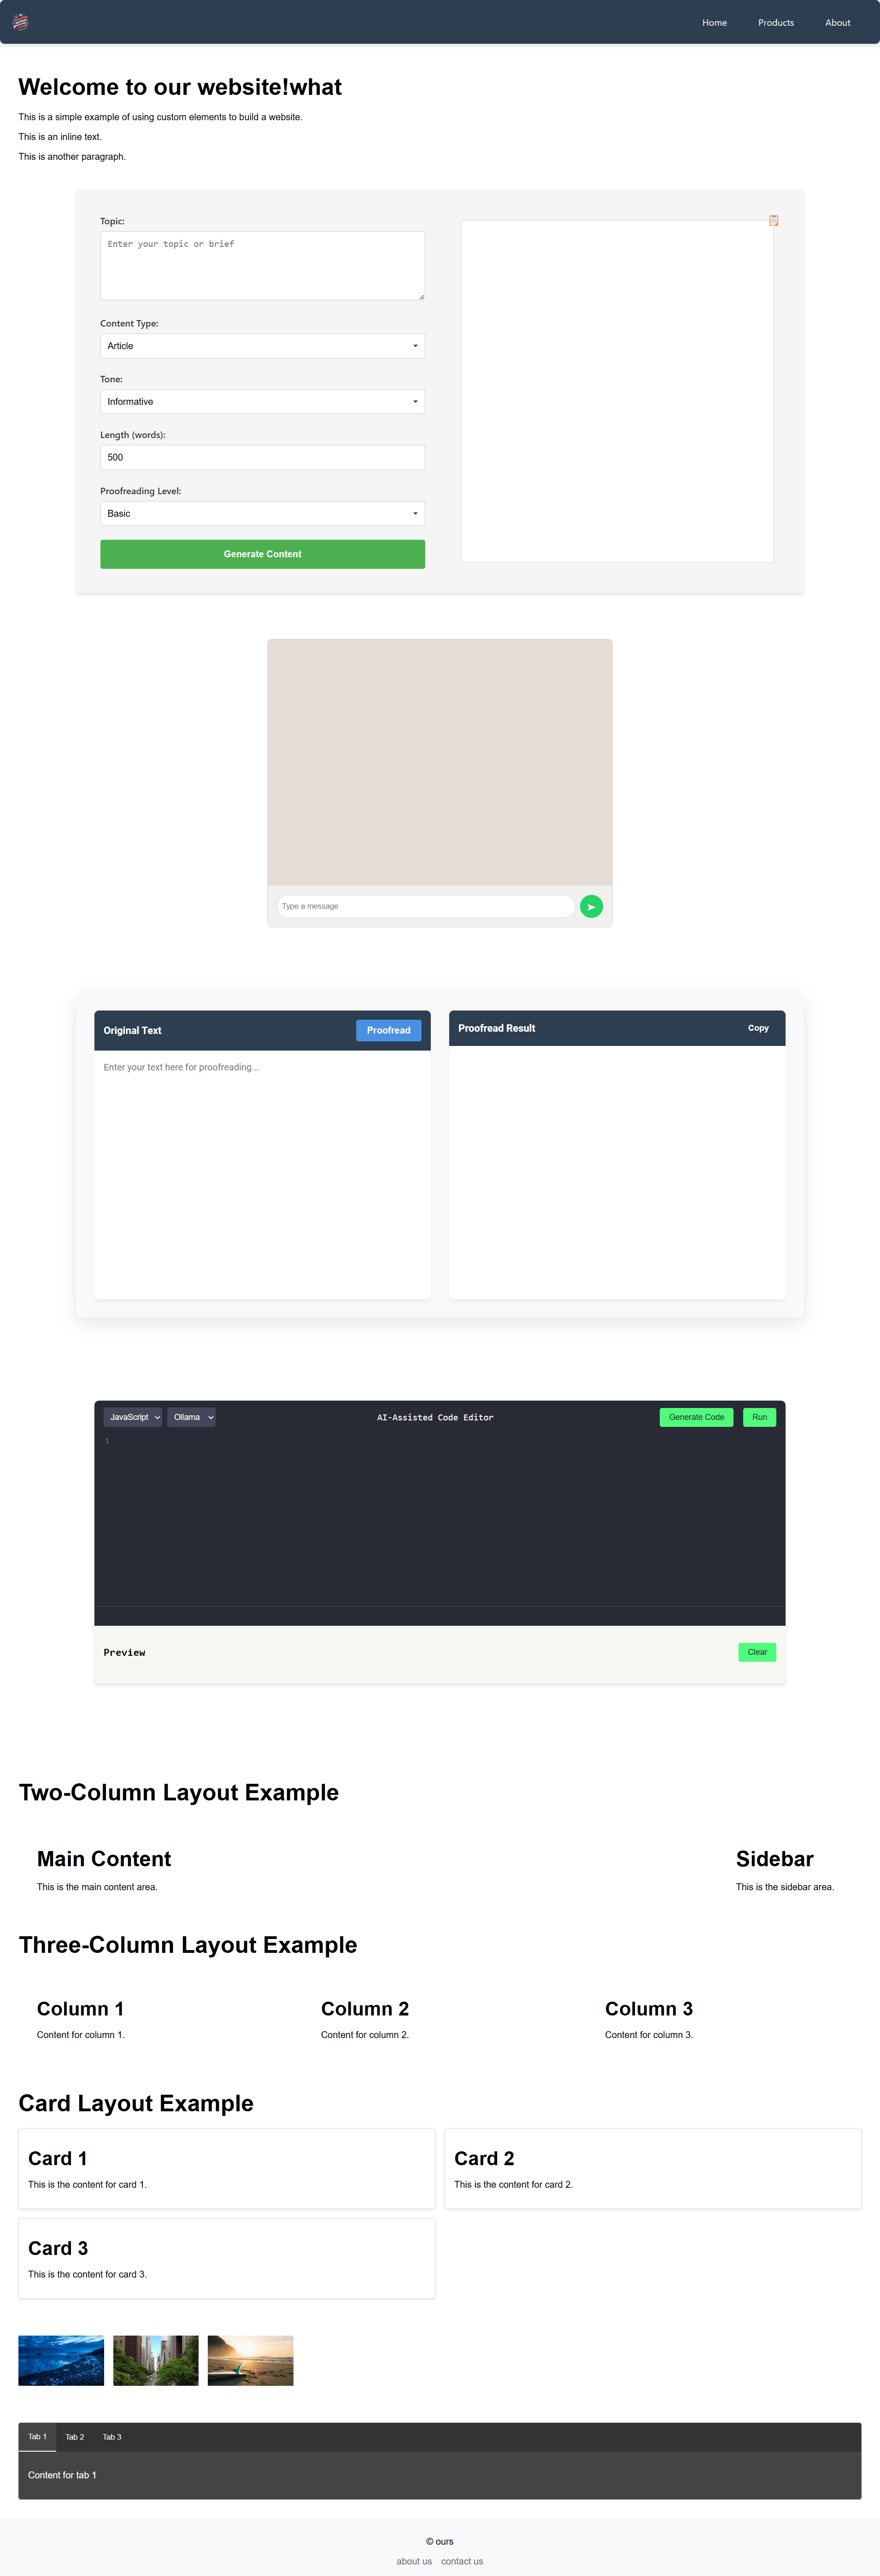 Home Products About
Welcome to our website!what
This is a simple example of using custom elements to build a website.
This is an inline text.
This is another paragraph.
Topic:
Enter your topic or brief
Content Type:
Article
Tone:
Informative
Length (words):
500
Proofreading Level:
Basic
Generate Content
Type a message
Original Text
Proofread
Enter your text here for proofreading...
Proofread Result
Copy
JavaScript Ollama AI-Assisted Code Editor Generate Code Run
1
Preview Clear
Two-Column Layout Example
Main Content
This is the main content area.
Sidebar
This is the sidebar area.
Three-Column Layout Example
Column 1
Content for column 1.
Column 2
Content for column 2.
Column 3
Content for column 3.
Card Layout Example
Card 1
This is the content for card 1.
Card 2
This is the content for card 2.
Card 3
This is the content for card 3.
Tab 1 Tab 2 Tab 3
Content for tab 1
© ours
about us contact us